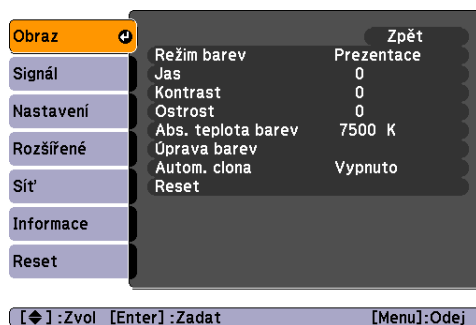 Obraz
Signál
Nastavení
Rozšířené
Síť
Informace
Reset
Zpět
Režim barev Prezentace
Jas 0
Kontrast 0
Ostrost 0
Abs. teplota barev 7500 K
Úprava barev
Autom. clona Vypnuto
Reset
[◆] :Zvol [Enter] :Zadat [Menu]:Odej